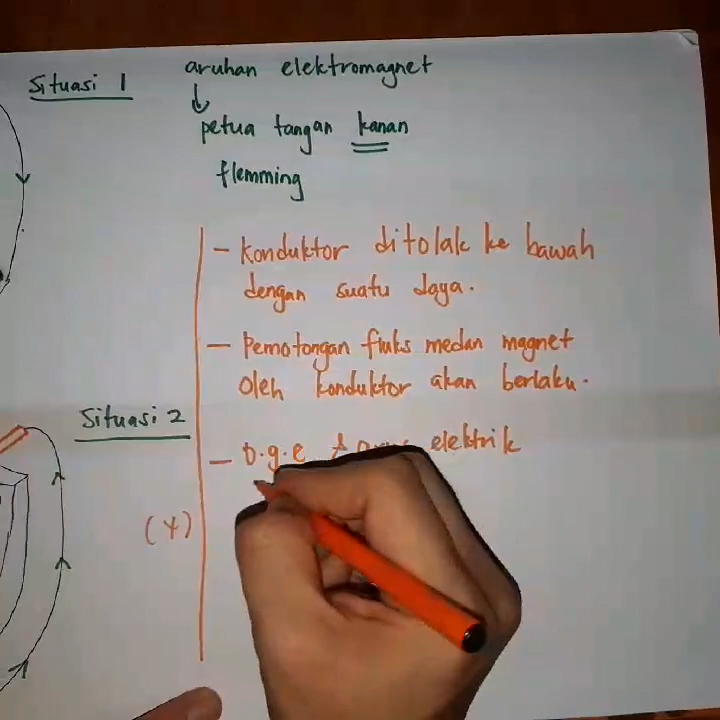 Situasi 1
aruhan elektromagnet
petua tangan kanan
flemming
- konduktor ditolak ke bawah
dengan suatu daya.
- Pemotongan fluks medan magnet
oleh konduktor akan berlaku.
Situasi 2
- D.g.e elektrik
(Y)